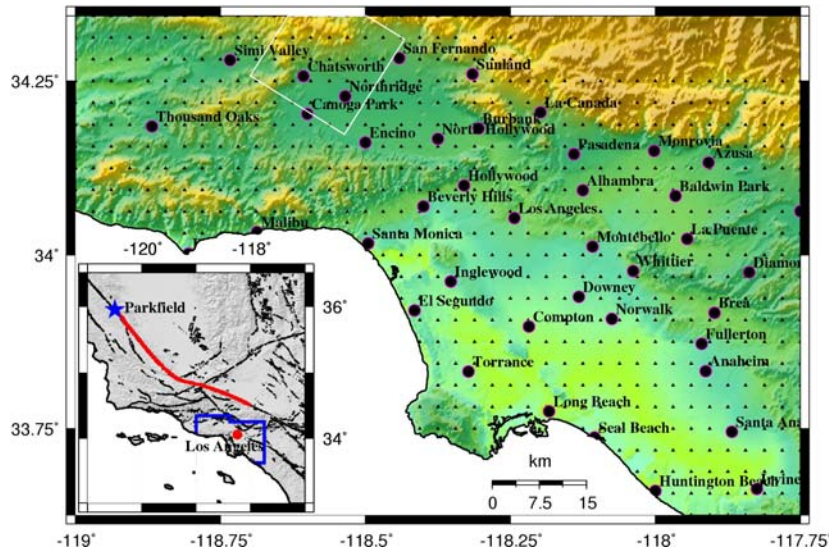 34.25°
34°
33.75°
Simi Valley
San Fernando
Chatsworth
Sunland
Northridge
Canoga Park
La Canada
Thousand Oaks
Burbank
Encino
North Hollywood
Pasadena
Monrovia
Azusa
Hollywood
Alhambra
Baldwin Park
Beverly Hills
Los Angeles
Malibu
-120°
-118°
Santa Monica
Montebello
La Puente
Whittier
Diamon
Inglewood
Downey
El Segundo
Norwalk
Brea
Compton
Fullerton
Torrance
Anaheim
Parkfield
36°
Long Beach
Seal Beach
Santa Ana
34°
Los Angeles
km
0 7.5 15
Huntington Beach
Irvine
-119°
-118.75°
-118.5°
-118.25°
-118°
-117.75°